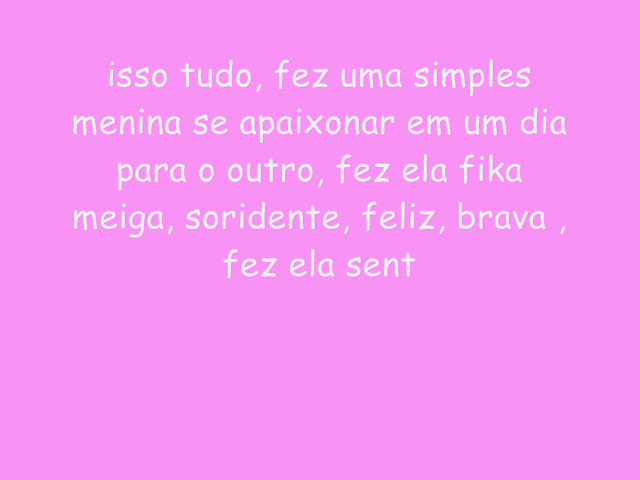 isso tudo, fez uma simples
menina se apaixonar em um dia
para o outro, fez ela fika
meiga, soridente, feliz, brava ,
fez ela sent